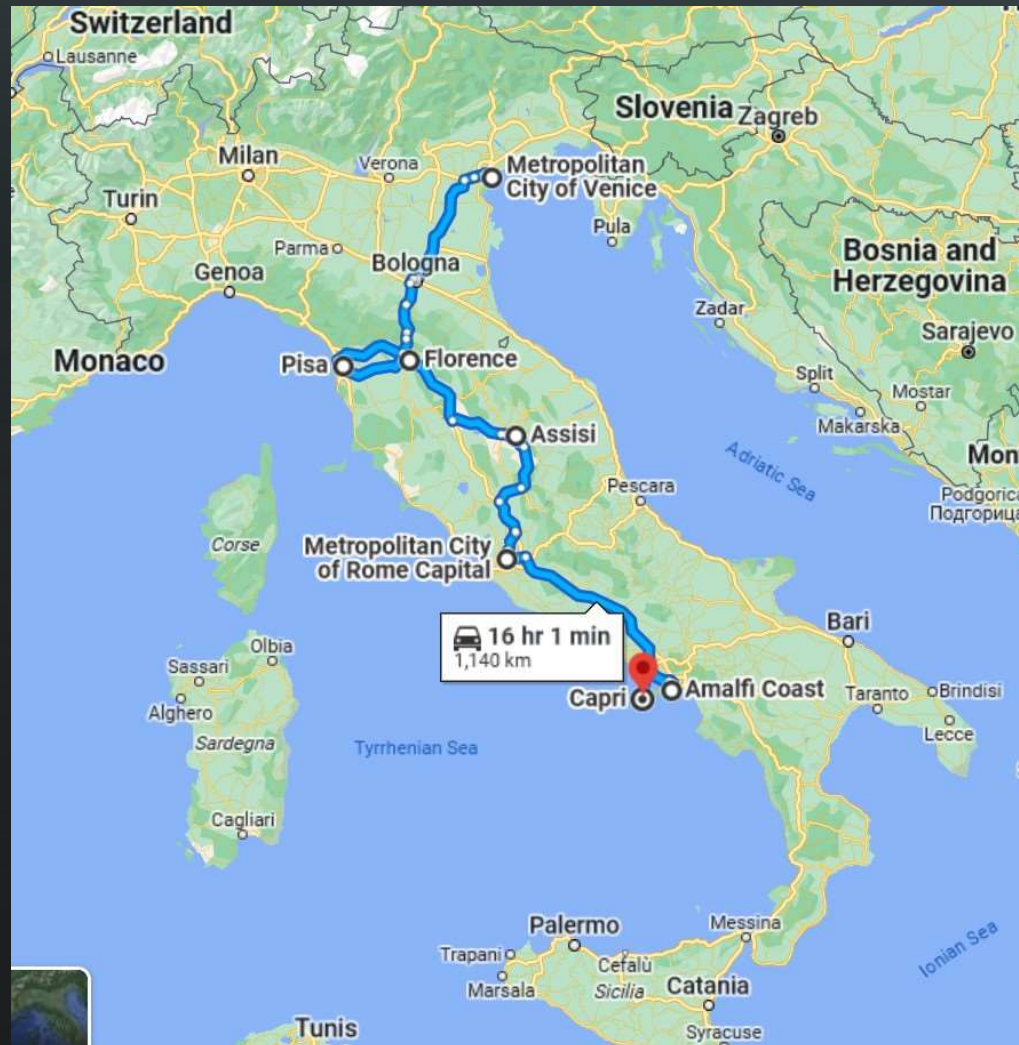 Switzerland
Lausanne
Slovenia
Zagreb
Milan
Verona
Metropolitan
City of Venice
Turin
Pula
Parma
Bologna
Bosnia and
Herzegovina
Genoa
Zadar
Sarajevo
Monaco
Pisa
Florence
Split
Mostar
Makarska
Assisi
Adriatic Sea
Mon
Pescara
Podgorica
Подгорица
Corse
Metropolitan City
of Rome Capital
16 hr 1 min
1,140 km
Bari
Olbia
Sassari
Capri
Amalfi Coast
Taranto
Brindisi
Alghero
Lecce
Sardegna
Tyrrhenian Sea
Cagliari
Palermo
Messina
Trapani
Cefalù
Ionian Sea
Marsala
Sicilia
Catania
Tunis
Syracuse